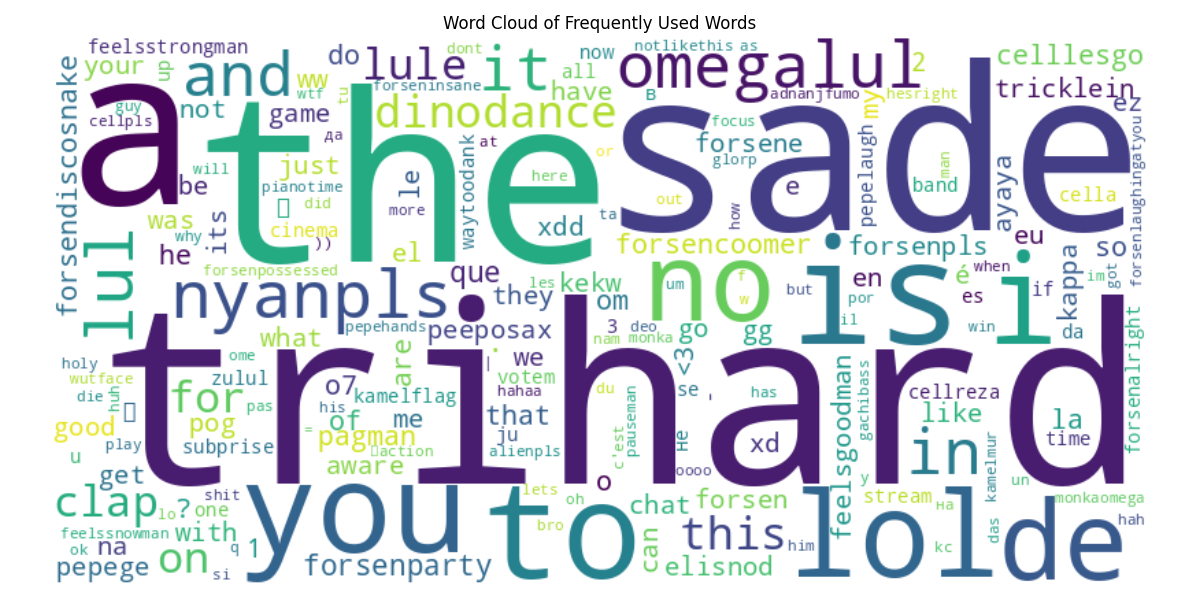 Word Cloud of Frequently Used Words
feelsstrongman
do
dont
now
notlikethis as
your
up
and
ww
lule
it
all
omegalul
2
celllesgo
forsendiscosnake
a
guy
cellpls
not
wtf
game
tu
forseninsane
dinodance
have
B
adnanjfumo
my
hesright
tricklein
ez
the
да
at
focus
forsene
glorp
sade
or
will
just
be
pianotime
did
le
more
waytoodank
here
xdd
ta
out
e
how
pepelaugh
band
man
ayaya
cella
forsenlaughingatyou
was
why
its
cinema
))
he
el
forsencoomer
forsenpls
eu
so
lul
forsenpossessed
que
they
les
kekw
om
um
no
f
w
but
is
en
por
é
es
when
i
if
kappa
im
got
nyanpls
what
pepehands
peeposax
3
deo
nam
monka
go
gg
il
win
da
holy
wutface
die
huh
ome
zulul
are
|
we
votem
hahaa
<3
se
'
forsenalright
trihard
for
pas
o7
his
kamelflag
du
has
cellreza
good
play
pog
subprise
of
=
me
pagman
action
that
ju
alienpls
c'est
pauseman
не
xd
feelsgoodman
gachibass
like
in
la
time
u
get
aware
o
oooo
y
kamelmur
un
clap
lo
?
shit
one
you
to
lets
oh
bro
chat
forsen
stream
на
monkaomega
hah
feelssnowman
with
ok
na
on
q
1
can
this
him
lol
kc
das
de
pepege
si
forsenparty
elisnod